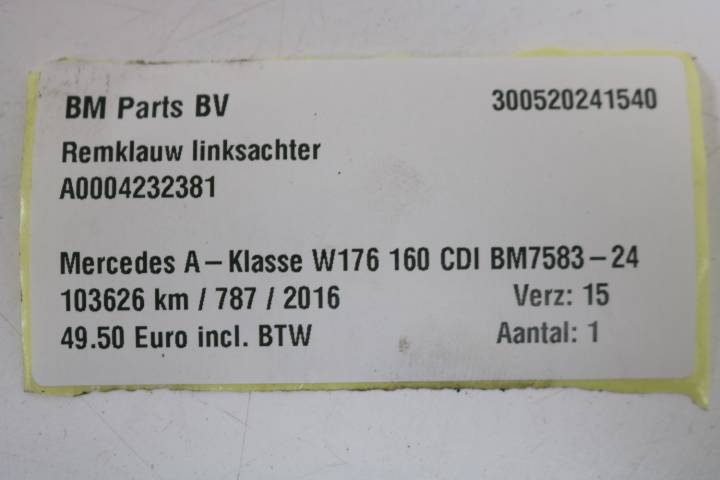 BM Parts BV 300520241540
Remklauw linksachter
A0004232381
Mercedes A-Klasse W176 160 CDI BM7583-24
103626 km / 787 / 2016 Verz: 15
49.50 Euro incl. BTW Aantal: 1